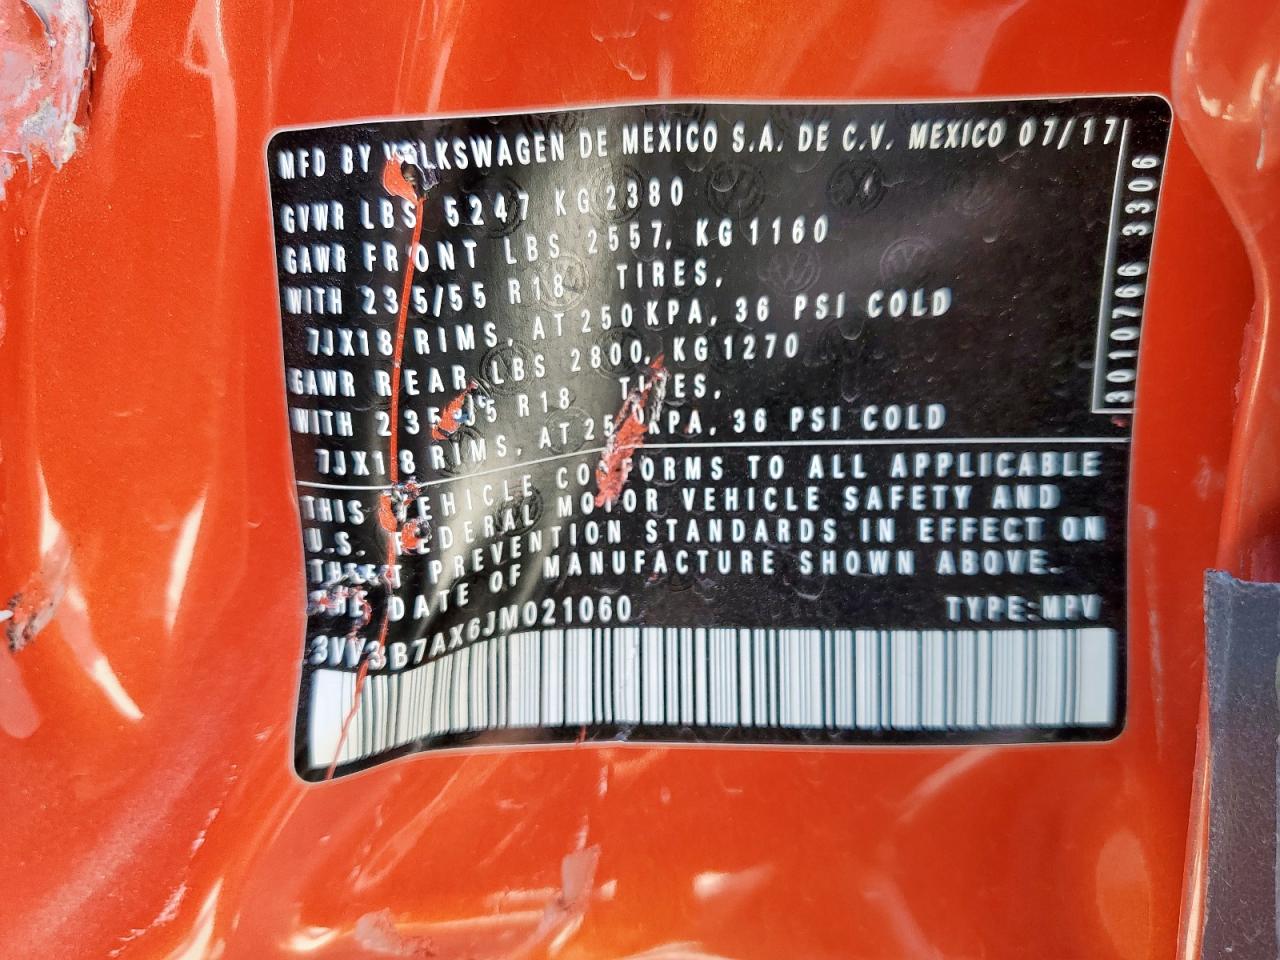 MFD BY VOLKSWAGEN DE MEXICO S.A. DE C.V. MEXICO 07/17
GVWR LBS 5247 KG 2380
GAWR FRONT LBS 2557, KG 1160
WITH 235/55 R18 TIRES,
7JX18 RIMS, AT 250 KPA, 36 PSI COLD
GAWR REAR LBS 2800, KG 1270
WITH 235/55 R18 TIRES,
7JX18 RIMS, AT 250 KPA, 36 PSI COLD
THIS VEHICLE CONFORMS TO ALL APPLICABLE
U.S. FEDERAL MOTOR VEHICLE SAFETY AND
THEFT PREVENTION STANDARDS IN EFFECT ON
THE DATE OF MANUFACTURE SHOWN ABOVE.
3VV3B7AX6JM021060 TYPE:MPV
3010766 3306